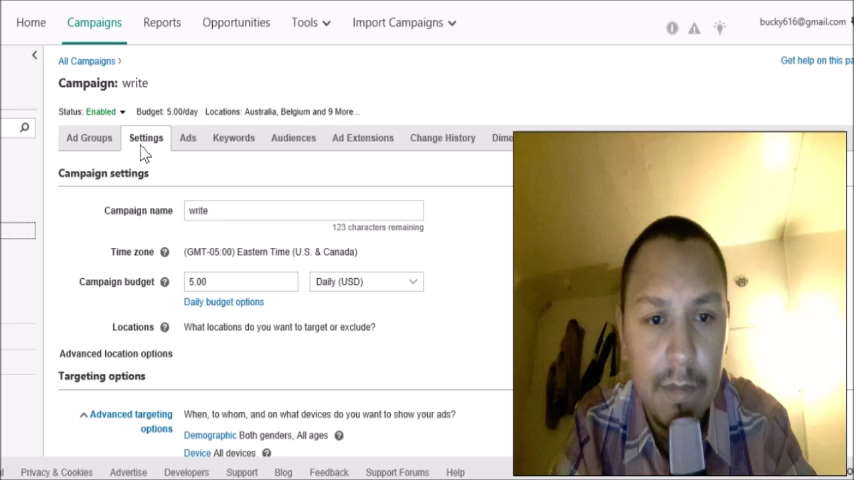 Home Campaigns Reports Opportunities Tools Import Campaigns bucky616@gmail.com
All Campaigns › Get help on this pa
Campaign: write
Status: Enabled Budget: 5.00/day Locations: Australia, Belgium and 9 More...
Ad Groups Settings Ads Keywords Audiences Ad Extensions Change History Dime
Campaign settings
Campaign name write
123 characters remaining
Time zone (GMT-05:00) Eastern Time (U.S. & Canada)
Campaign budget 5.00 Daily (USD)
Daily budget options
Locations What locations do you want to target or exclude?
Advanced location options
Targeting options
Advanced targeting options When, to whom, and on what devices do you want to show your ads?
Demographic Both genders, All ages
Device All devices
Privacy & Cookies Advertise Developers Support Blog Feedback Support Forums Help